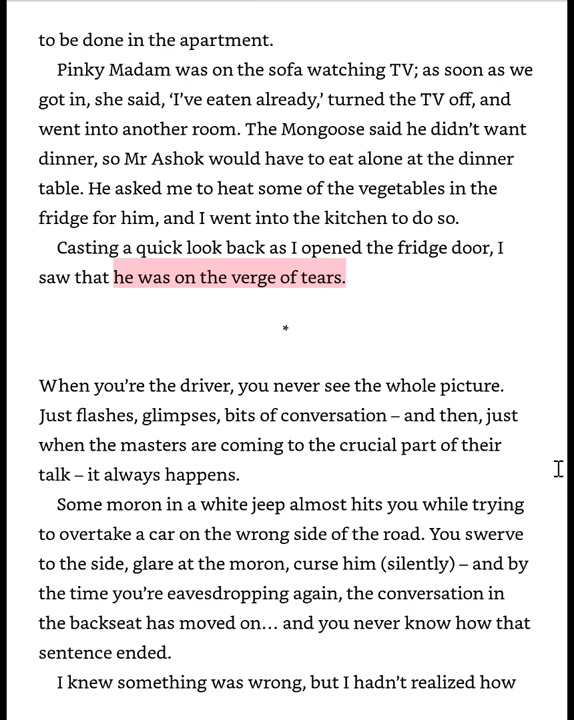 to be done in the apartment.
Pinky Madam was on the sofa watching TV; as soon as we
got in, she said, ‘I’ve eaten already,’ turned the TV off, and
went into another room. The Mongoose said he didn’t want
dinner, so Mr Ashok would have to eat alone at the dinner
table. He asked me to heat some of the vegetables in the
fridge for him, and I went into the kitchen to do so.
Casting a quick look back as I opened the fridge door, I
saw that he was on the verge of tears.
*
When you’re the driver, you never see the whole picture.
Just flashes, glimpses, bits of conversation – and then, just
when the masters are coming to the crucial part of their
talk – it always happens.
Some moron in a white jeep almost hits you while trying
to overtake a car on the wrong side of the road. You swerve
to the side, glare at the moron, curse him (silently) – and by
the time you’re eavesdropping again, the conversation in
the backseat has moved on… and you never know how that
sentence ended.
I knew something was wrong, but I hadn’t realized how